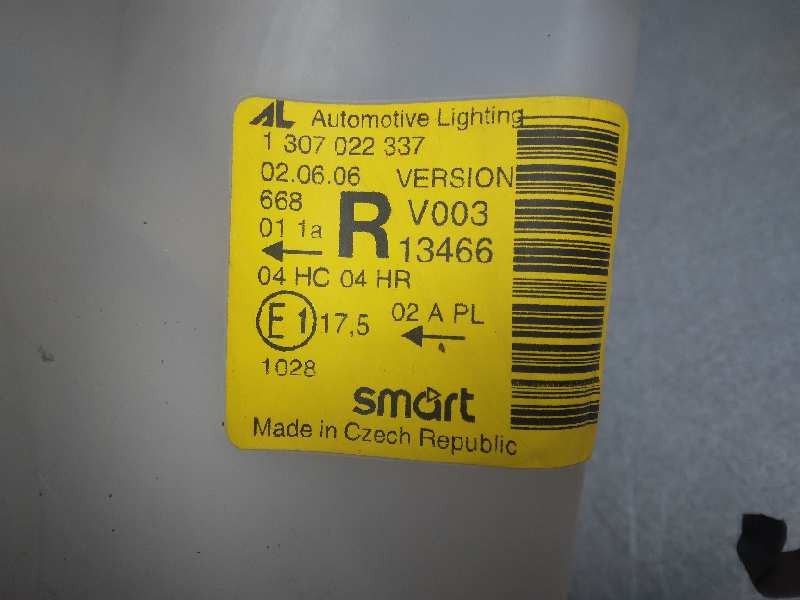 AL Automotive Lighting
1 307 022 337
02.06.06 VERSION
668 R V003
01 1a 13466
04 HC 04 HR
E1 17,5 02 A PL
1028
smart
Made in Czech Republic